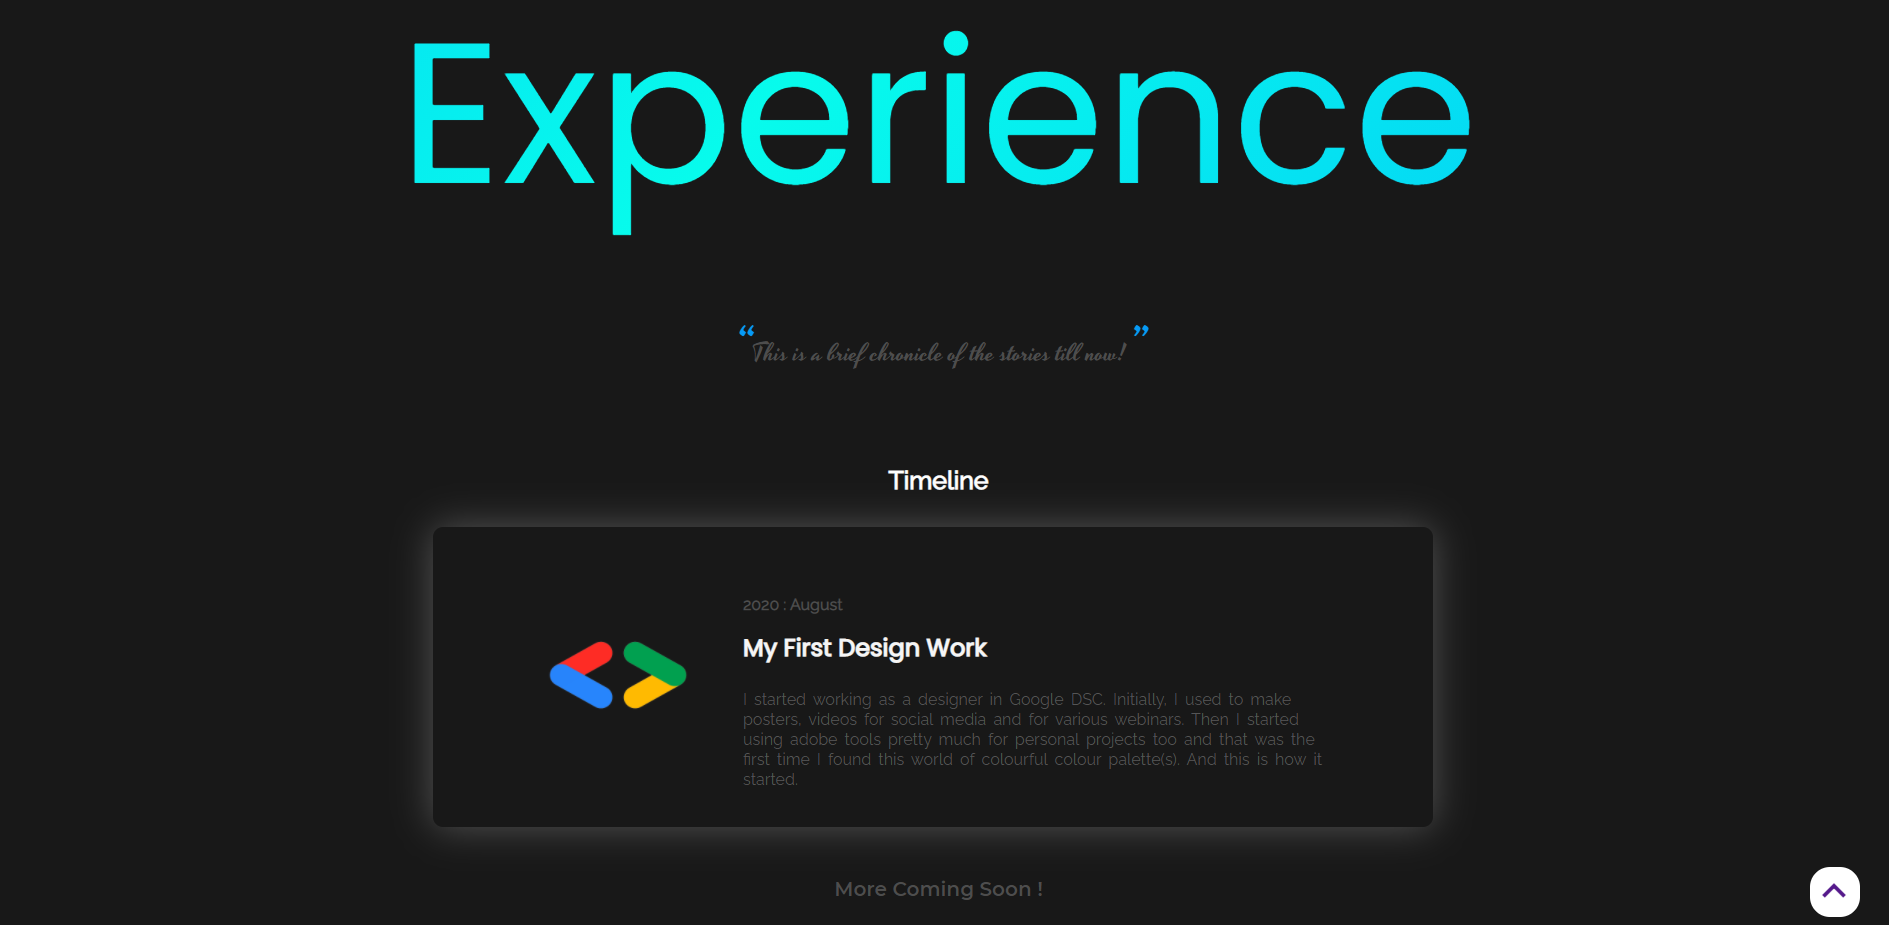 Experience
“This is a brief chronicle of the stories till now!”
Timeline
2020 : August
My First Design Work
I started working as a designer in Google DSC. Initially, I used to make
posters, videos for social media and for various webinars. Then I started
using adobe tools pretty much for personal projects too and that was the
first time I found this world of colourful colour palette(s). And this is how it
started.
More Coming Soon !